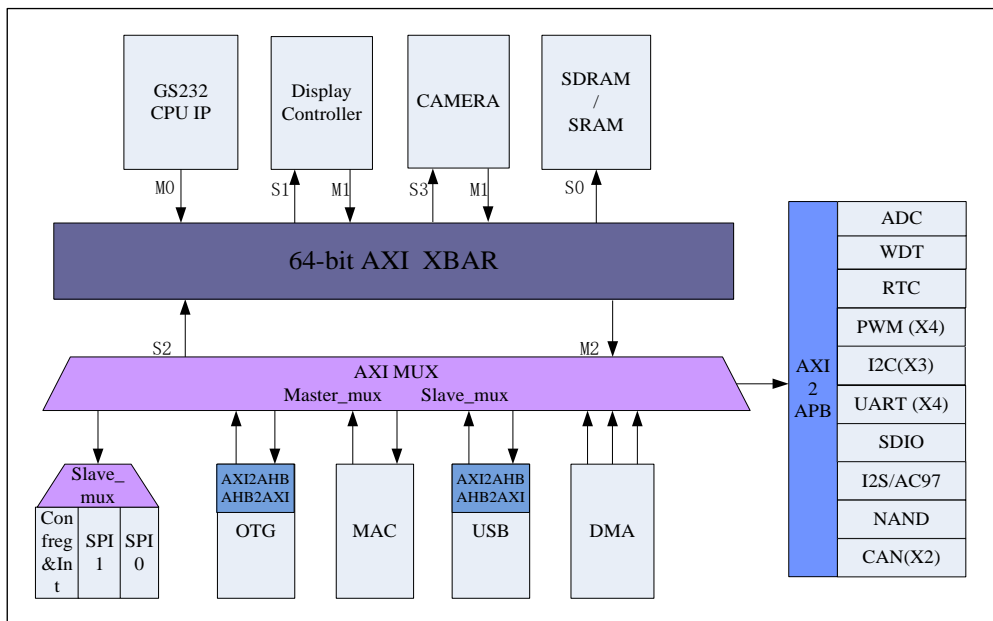 GS232
CPU IP
Display
Controller
CAMERA
SDRAM
/
SRAM
M0
S1
M1
S3
M1
S0
64-bit AXI XBAR
S2
M2
AXI MUX
Master_mux Slave_mux
Slave_
mux
Con
freg
&In
t
SPI
1
SPI
0
AXI2AHB
AHB2AXI
OTG
MAC
AXI2AHB
AHB2AXI
USB
DMA
AXI
2
APB
ADC
WDT
RTC
PWM (X4)
I2C(X3)
UART (X4)
SDIO
I2S/AC97
NAND
CAN(X2)